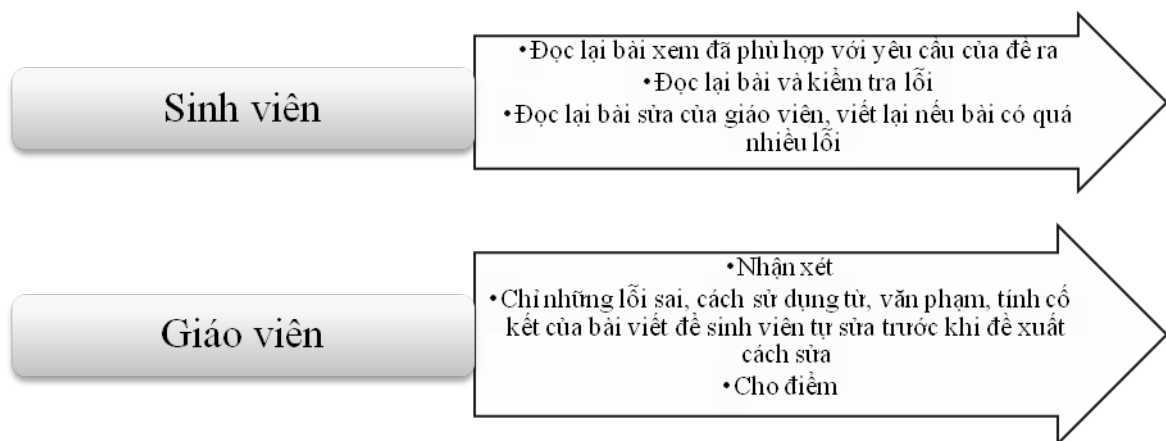 Sinh viên
•Đọc lại bài xem đã phù hợp với yêu cầu của đề ra
•Đọc lại bài và kiểm tra lỗi
•Đọc lại bài sửa của giáo viên, viết lại nếu bài có quá
nhiều lỗi
Giáo viên
•Nhận xét
•Chỉ những lỗi sai, cách sử dụng từ, văn phạm, tính cố
kết của bài viết để sinh viên tự sửa trước khi đề xuất
cách sửa
•Cho điểm